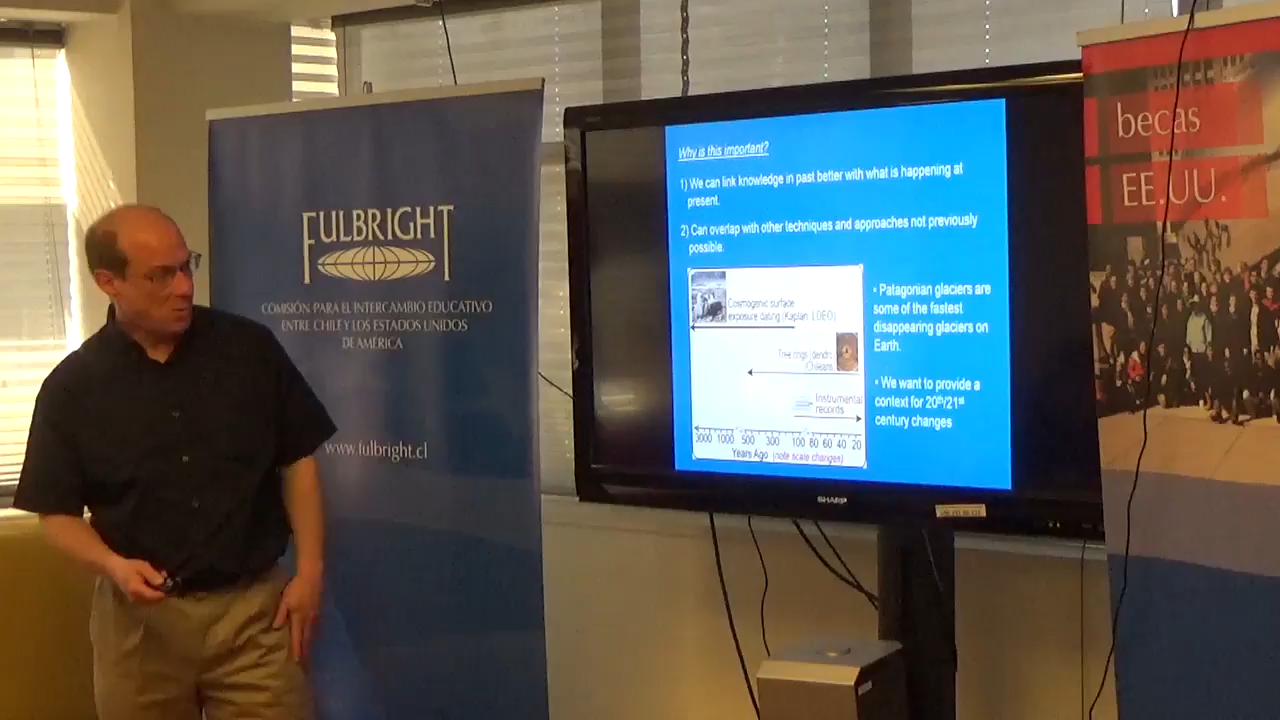 FULBRIGHT
COMISIÓN PARA EL INTERCAMBIO EDUCATIVO
ENTRE CHILE Y LOS ESTADOS UNIDOS
DE AMÉRICA
www.fulbright.cl
Why is this important?
1) We can link knowledge in past better with what is happening at
present.
2) Can overlap with other techniques and approaches not previously
possible.
Cosmogenic surface
exposure dating (Kaplan, LDEO)
Tree rings (dendro
Chileans
Instrumental
records
3000 1000 500 300 100 80 60 40 20
Years Ago (note scale changes)
• Patagonian glaciers are
some of the fastest
disappearing glaciers on
Earth.
• We want to provide a
context for 20th/21st
century changes
SHARP
becas
EE.UU.